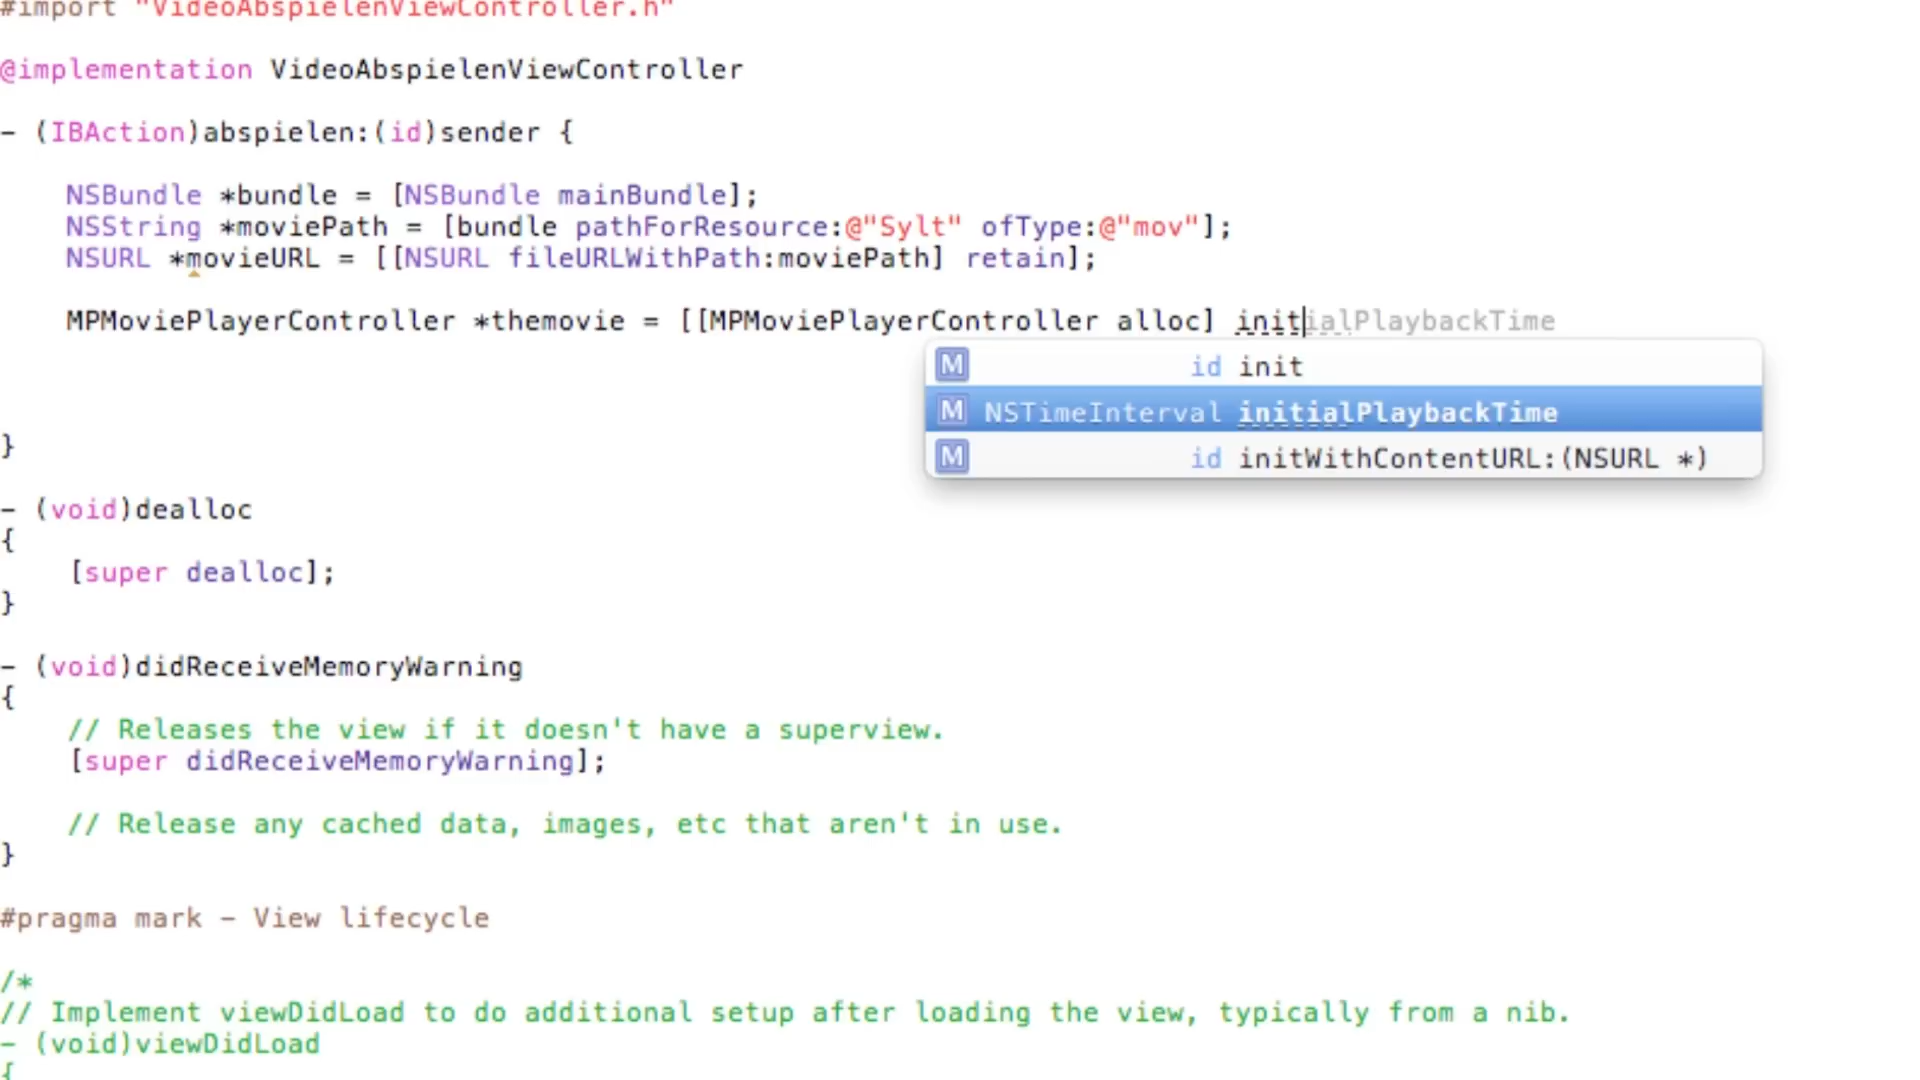 #import "VideoAbspielenViewController.h"
@implementation VideoAbspielenViewController
- (IBAction)abspielen:(id)sender {
NSBundle *bundle = [NSBundle mainBundle];
NSString *moviePath = [bundle pathForResource:@"Sylt" ofType:@"mov"];
NSURL *movieURL = [[NSURL fileURLWithPath:moviePath] retain];
MPMoviePlayerController *themovie = [[MPMoviePlayerController alloc] initialPlaybackTime
M id init
M NSTimeInterval initialPlaybackTime
M id initWithContentURL:(NSURL *)
}
- (void)dealloc
{
[super dealloc];
}
- (void)didReceiveMemoryWarning
{
// Releases the view if it doesn't have a superview.
[super didReceiveMemoryWarning];
// Release any cached data, images, etc that aren't in use.
}
#pragma mark - View lifecycle
/*
// Implement viewDidLoad to do additional setup after loading the view, typically from a nib.
- (void)viewDidLoad
{